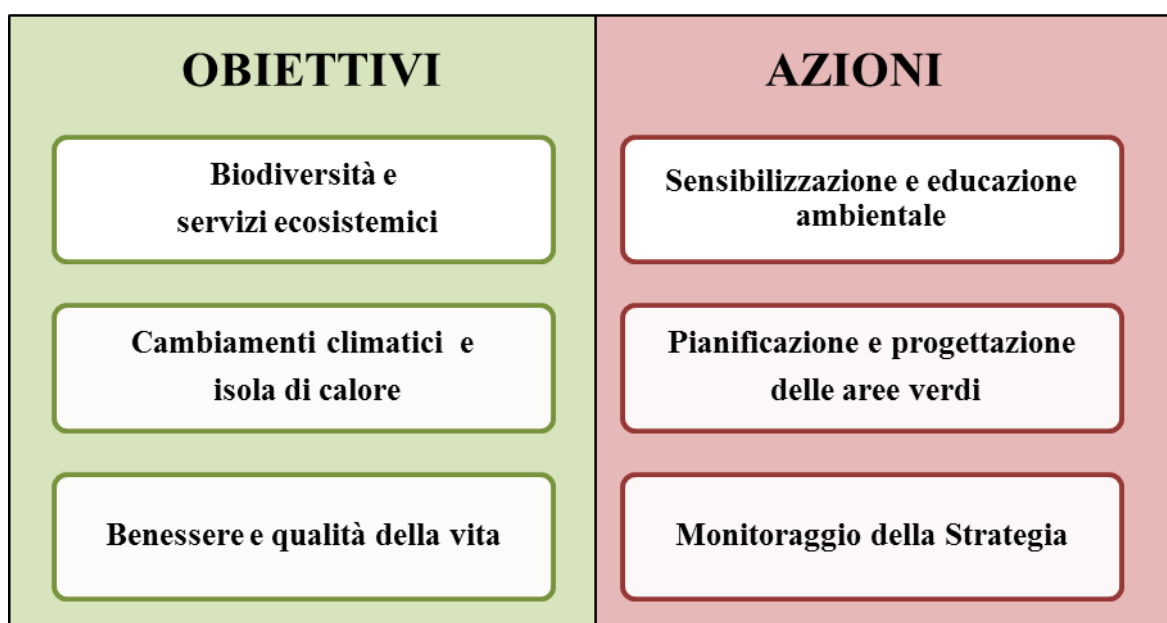 OBIETTIVI
Biodiversità e
servizi ecosistemici
Cambiamenti climatici e
isola di calore
Benessere e qualità della vita
AZIONI
Sensibilizzazione e educazione
ambientale
Pianificazione e progettazione
delle aree verdi
Monitoraggio della Strategia